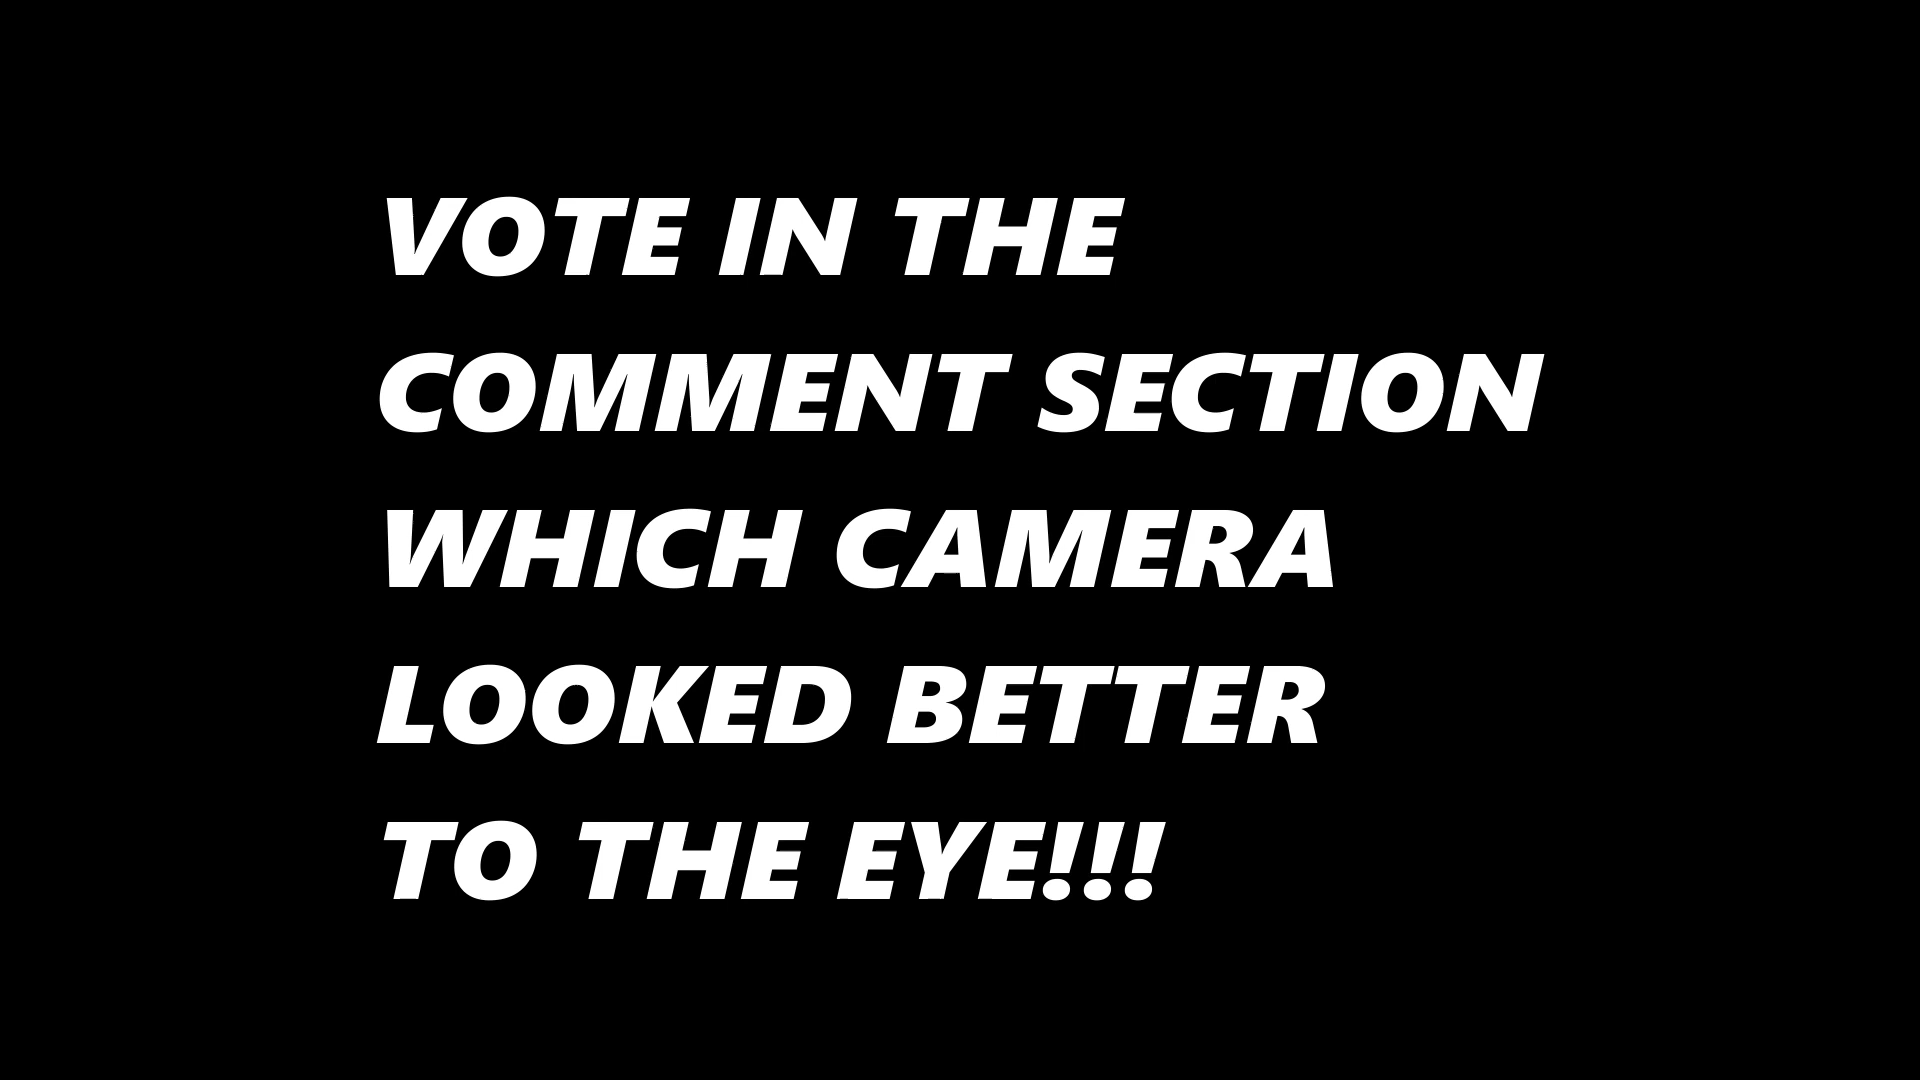 VOTE IN THE
COMMENT SECTION
WHICH CAMERA
LOOKED BETTER
TO THE EYE!!!